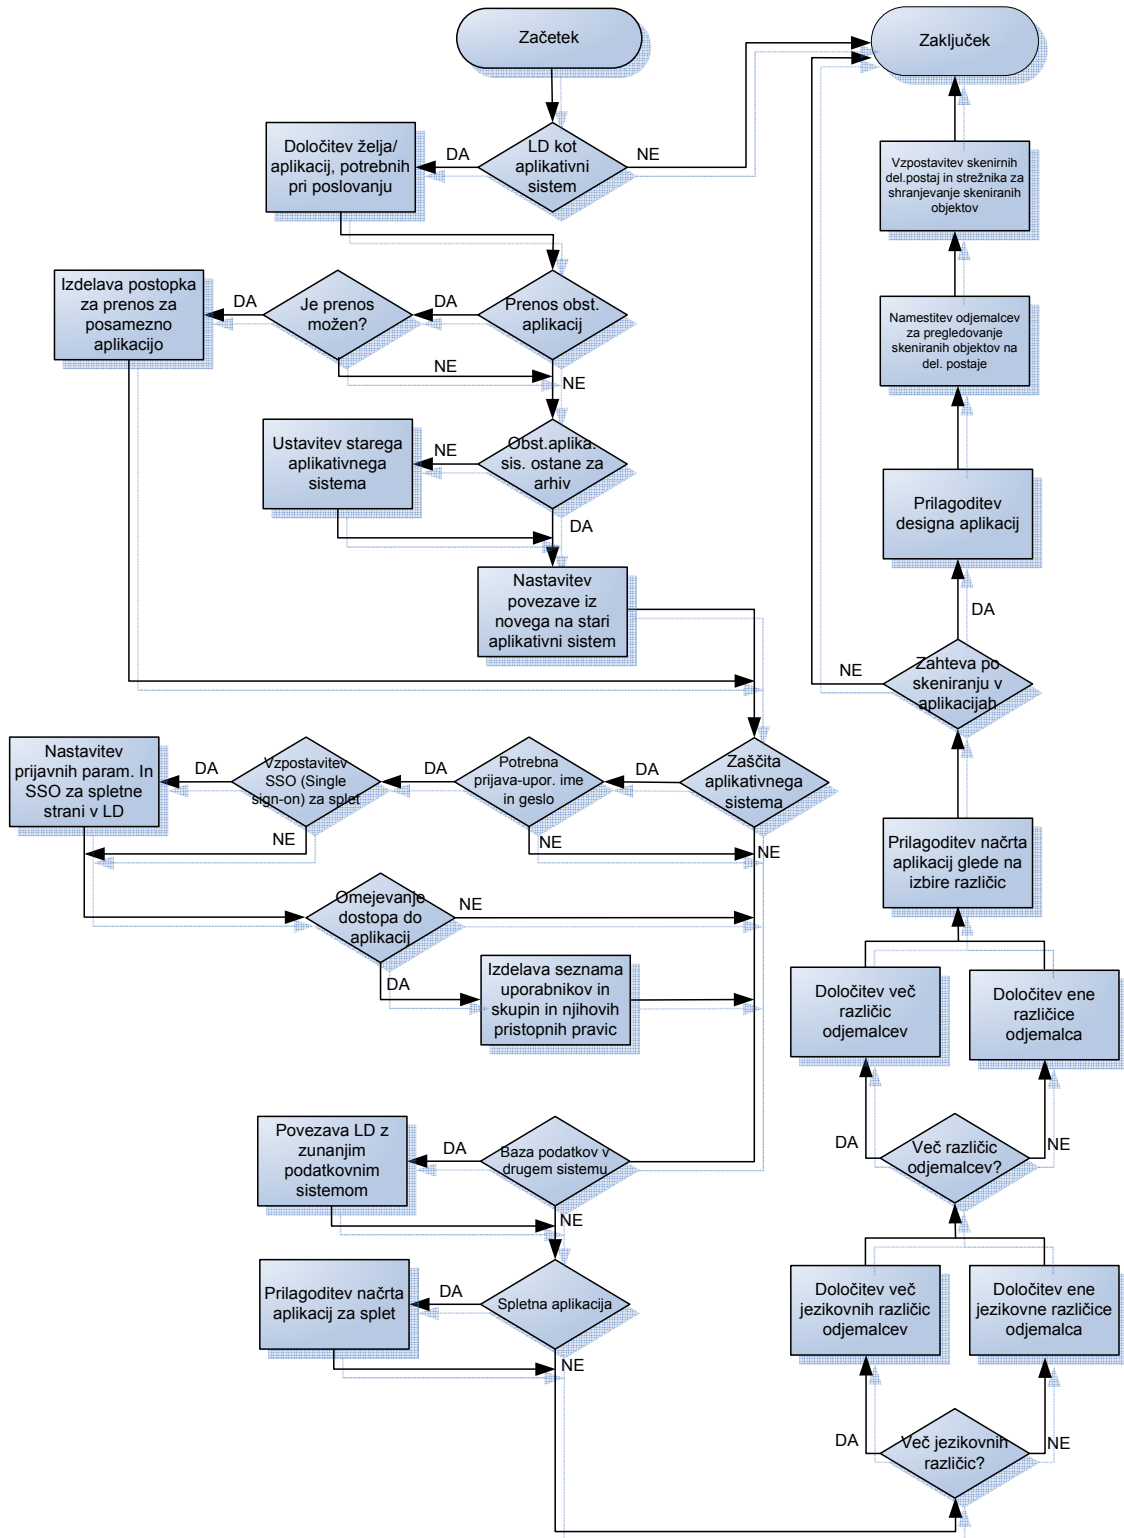 Začetek
Zaključek
LD kot
aplikativni
sistem
DA
NE
Določitev želja/
aplikacij, potrebnih
pri poslovanju
Vzpostavitev skenirnih
del.postaj in strežnika za
shranjevanje skeniranih
objektov
Izdelava postopka
za prenos za
posamezno
aplikacijo
DA
Je prenos
možen?
DA
Prenos obst.
aplikacij
NE
NE
Namestitev odjemalcev
za pregledovanje
skeniranih objektov na
del. postaje
Ustavitev starega
aplikativnega
sistema
NE
Obst.aplika.
sis. ostane za
arhiv
DA
Prilagoditev
designa aplikacij
Nastavitev
povezave iz
novega na stari
aplikativni sistem
DA
NE
Zahteva po
skeniranju v
aplikacijah
Nastavitev
prijavnih param. In
SSO za spletne
strani v LD
DA
Vzpostavitev
SSO (Single
sign-on) za splet
DA
Potrebna
prijava-upor. ime
in geslo
DA
Zaščita
aplikativnega
sistema
NE
NE
NE
Prilagoditev načrta
aplikacij glede na
izbire različic
Omejevanje
dostopa do
aplikacij
NE
DA
Izdelava seznama
uporabnikov in
skupin in njihovih
pristopnih pravic
Določitev več
različic
odjemalcev
Določitev ene
različice
odjemalca
Povezava LD z
zunanjim
podatkovnim
sistemom
DA
Baza podatkov v
drugem sistemu
NE
DA
Več različic
odjemalcev?
NE
Prilagoditev načrta
aplikacij za splet
DA
Spletna aplikacija
NE
Določitev več
jezikovnih različic
odjemalcev
Določitev ene
jezikovne različice
odjemalca
DA
Več jezikovnih
različic?
NE